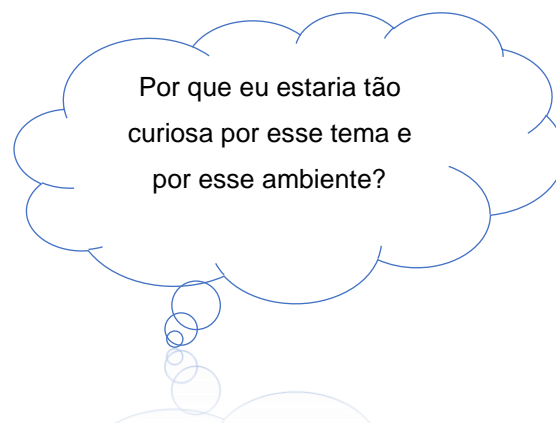 Por que eu estaria tão
curiosa por esse tema e
por esse ambiente?